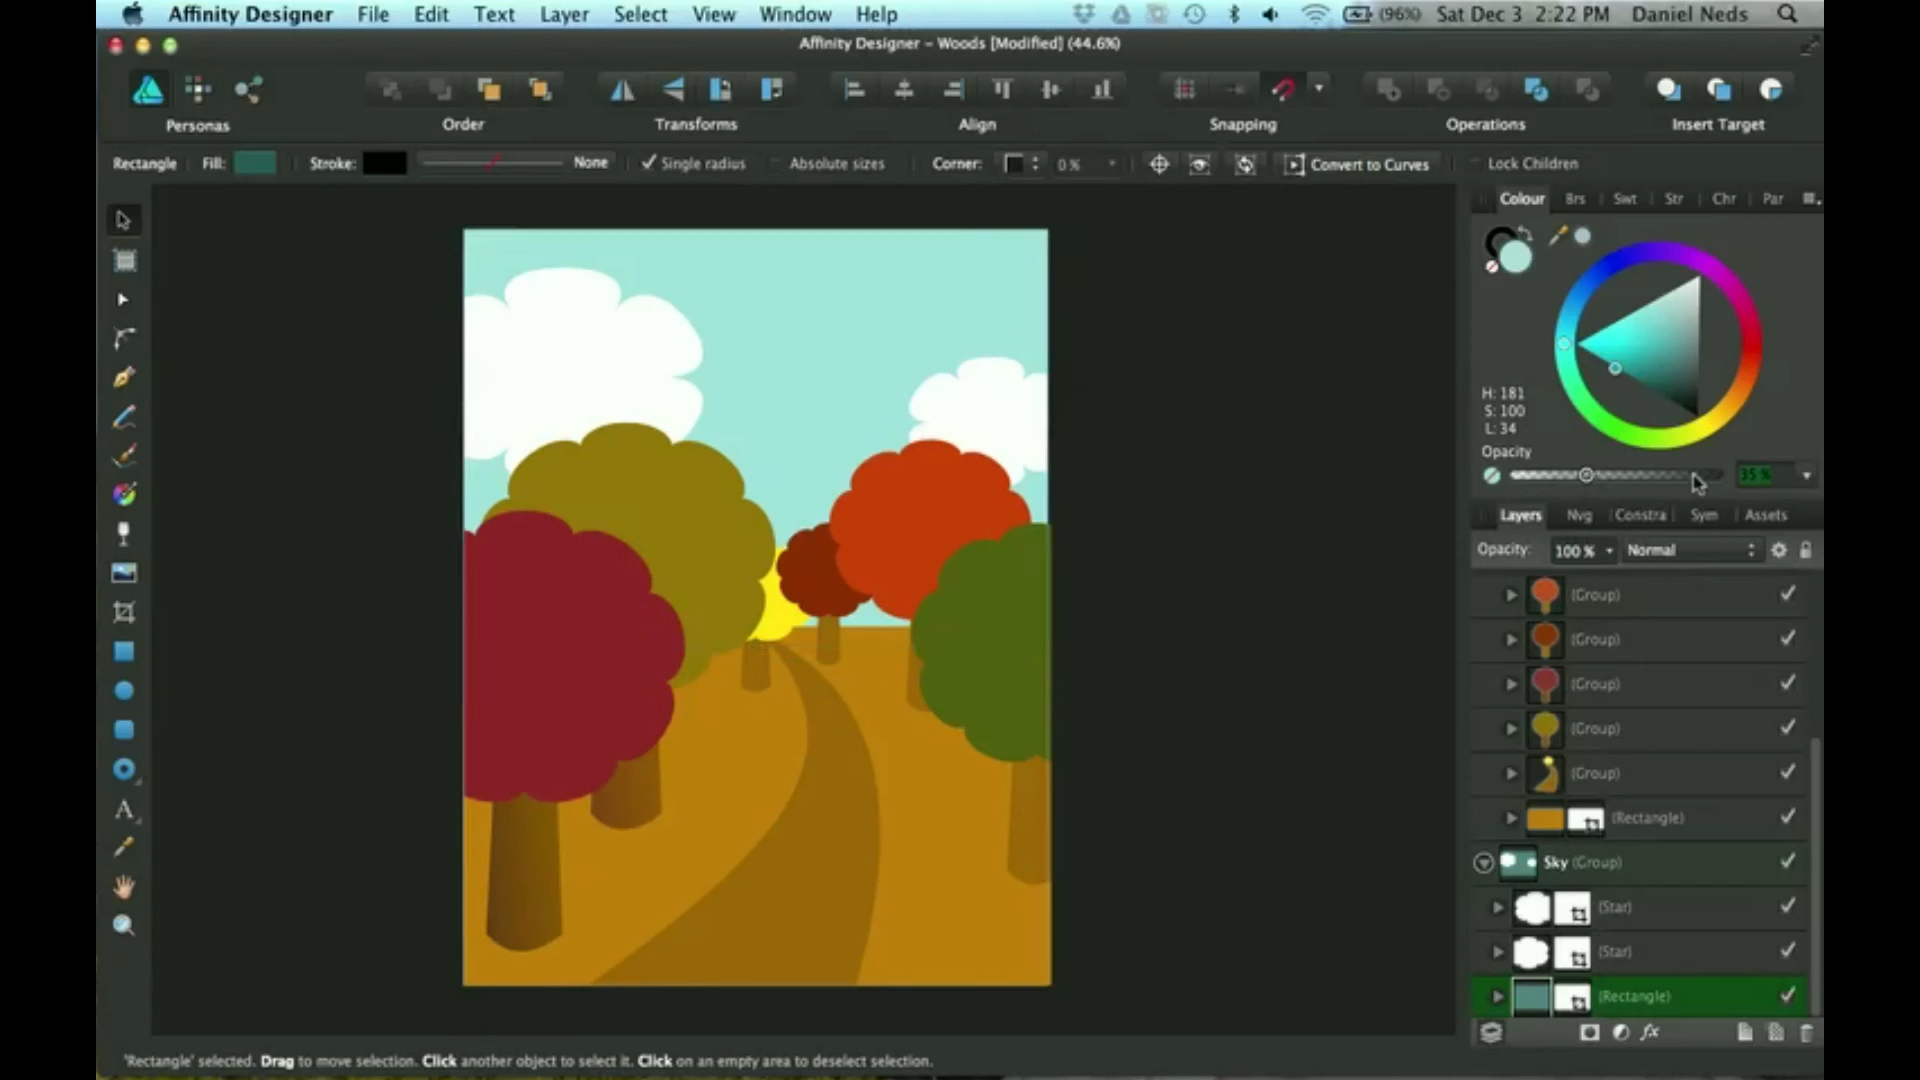 Affinity Designer File Edit Text Layer Select View Window Help (96%) Sat Dec 3 2:22 PM Daniel Neds
Affinity Designer – Woods [Modified] (44.6%)
Personas Order Transforms Align Snapping Operations Insert Target
Rectangle Fill: Stroke: None Single radius Absolute sizes Corner: 0 % Convert to Curves Lock Children
Colour Brs Swt Str Chr Par
H: 181
S: 100
L: 34
Opacity
35 %
Layers Nvg Constra Sym Assets
Opacity: 100 % Normal
(Group)
(Group)
(Group)
(Group)
(Group)
(Rectangle)
Sky (Group)
(Star)
(Star)
(Rectangle)
fx
A
'Rectangle' selected. Drag to move selection. Click another object to select it. Click on an empty area to deselect selection.